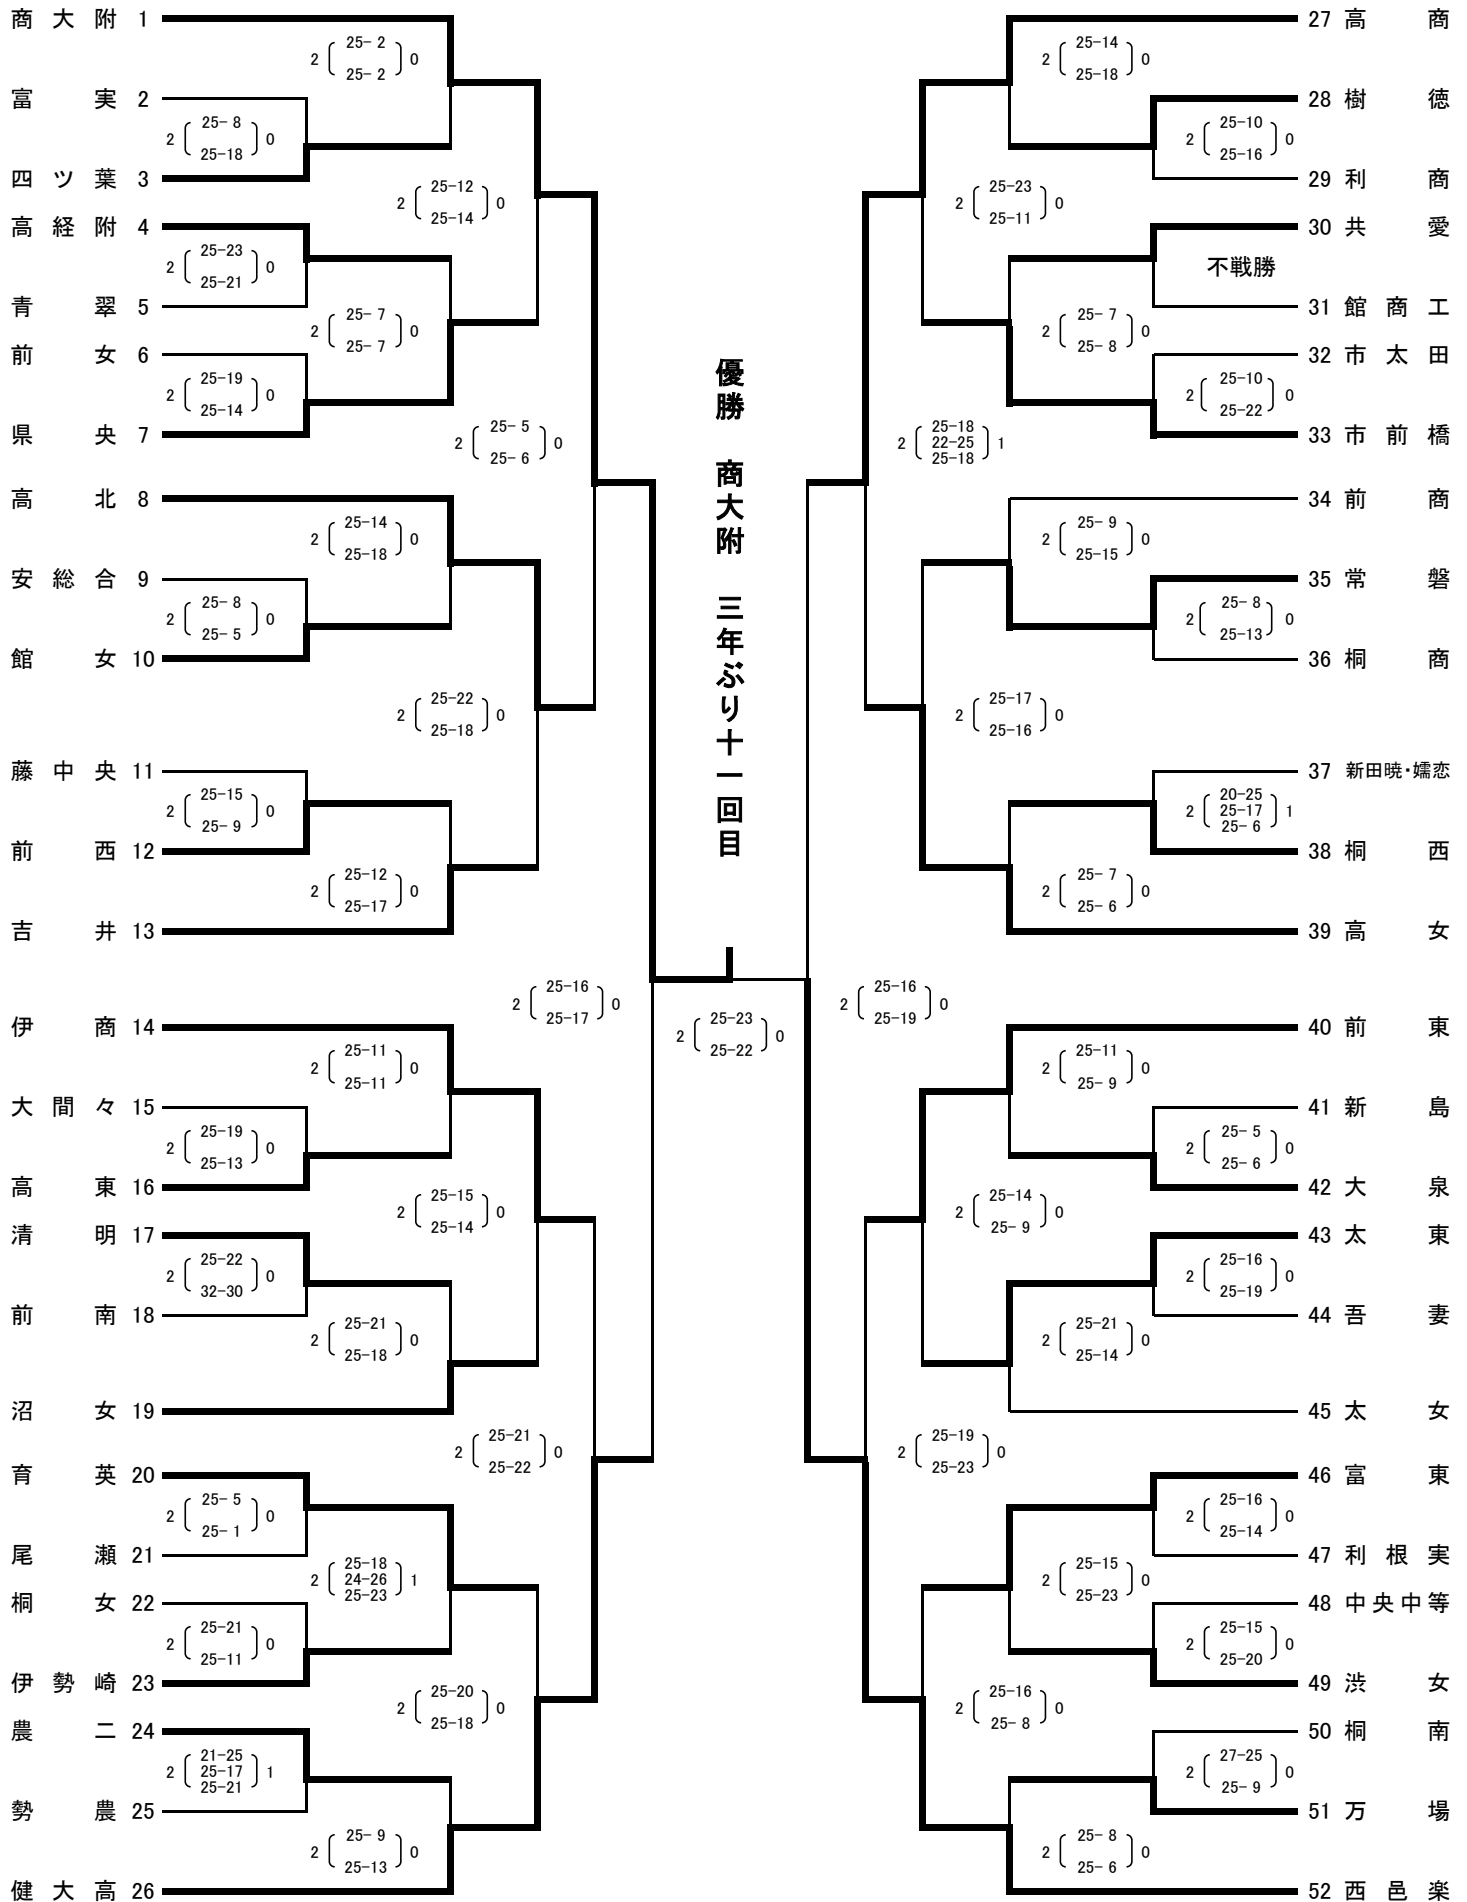 商大附 1
2 25- 2 0
25- 2
富実 2
2 25- 8 0
25-18
四ツ葉 3
2 25-12 0
25-14
高経附 4
2 25-23 0
25-21
青翠 5
2 25- 7 0
25- 7
前女 6
2 25-19 0
25-14
県央 7
2 25- 5 0
25- 6
高北 8
2 25-14 0
25-18
安総合 9
2 25- 8 0
25- 5
館女 10
2 25-22 0
25-18
藤中央 11
2 25-15 0
25- 9
前西 12
2 25-12 0
25-17
吉井 13
2 25-16 0
25-17
伊商 14
2 25-11 0
25-11
大間々 15
2 25-19 0
25-13
高東 16
2 25-15 0
25-14
清明 17
2 25-22 0
32-30
前南 18
2 25-21 0
25-18
沼女 19
2 25-21 0
25-22
育英 20
2 25- 5 0
25- 1
尾瀬 21
2 25-18 1
24-26
25-23
桐女 22
2 25-21 0
25-11
伊勢崎 23
2 25-20 0
25-18
農二 24
2 21-25 1
25-17
25-21
勢農 25
2 25- 9 0
25-13
健大高 26
優勝 商大附 三年ぶり十一回目
2 25-23 0
25-22
27 高商
2 25-14 0
25-18
28 樹徳
2 25-10 0
25-16
29 利商
2 25-23 0
25-11
30 共愛
不戦勝
31 館商工
2 25- 7 0
25- 8
32 市太田
2 25-10 0
25-22
33 市前橋
2 25-18 1
22-25
25-18
34 前商
2 25- 9 0
25-15
35 常磐
2 25- 8 0
25-13
36 桐商
2 25-17 0
25-16
37 新田暁・嬬恋
2 20-25 1
25-17
25- 6
38 桐西
2 25- 7 0
25- 6
39 高女
2 25-16 0
25-19
40 前東
2 25-11 0
25- 9
41 新島
2 25- 5 0
25- 6
42 大泉
2 25-14 0
25- 9
43 太東
2 25-16 0
25-19
44 吾妻
2 25-21 0
25-14
45 太女
2 25-19 0
25-23
46 富東
2 25-16 0
25-14
47 利根実
2 25-15 0
25-23
48 中央中等
2 25-15 0
25-20
49 渋女
2 25-16 0
25- 8
50 桐南
2 27-25 0
25- 9
51 万場
2 25- 8 0
25- 6
52 西邑楽